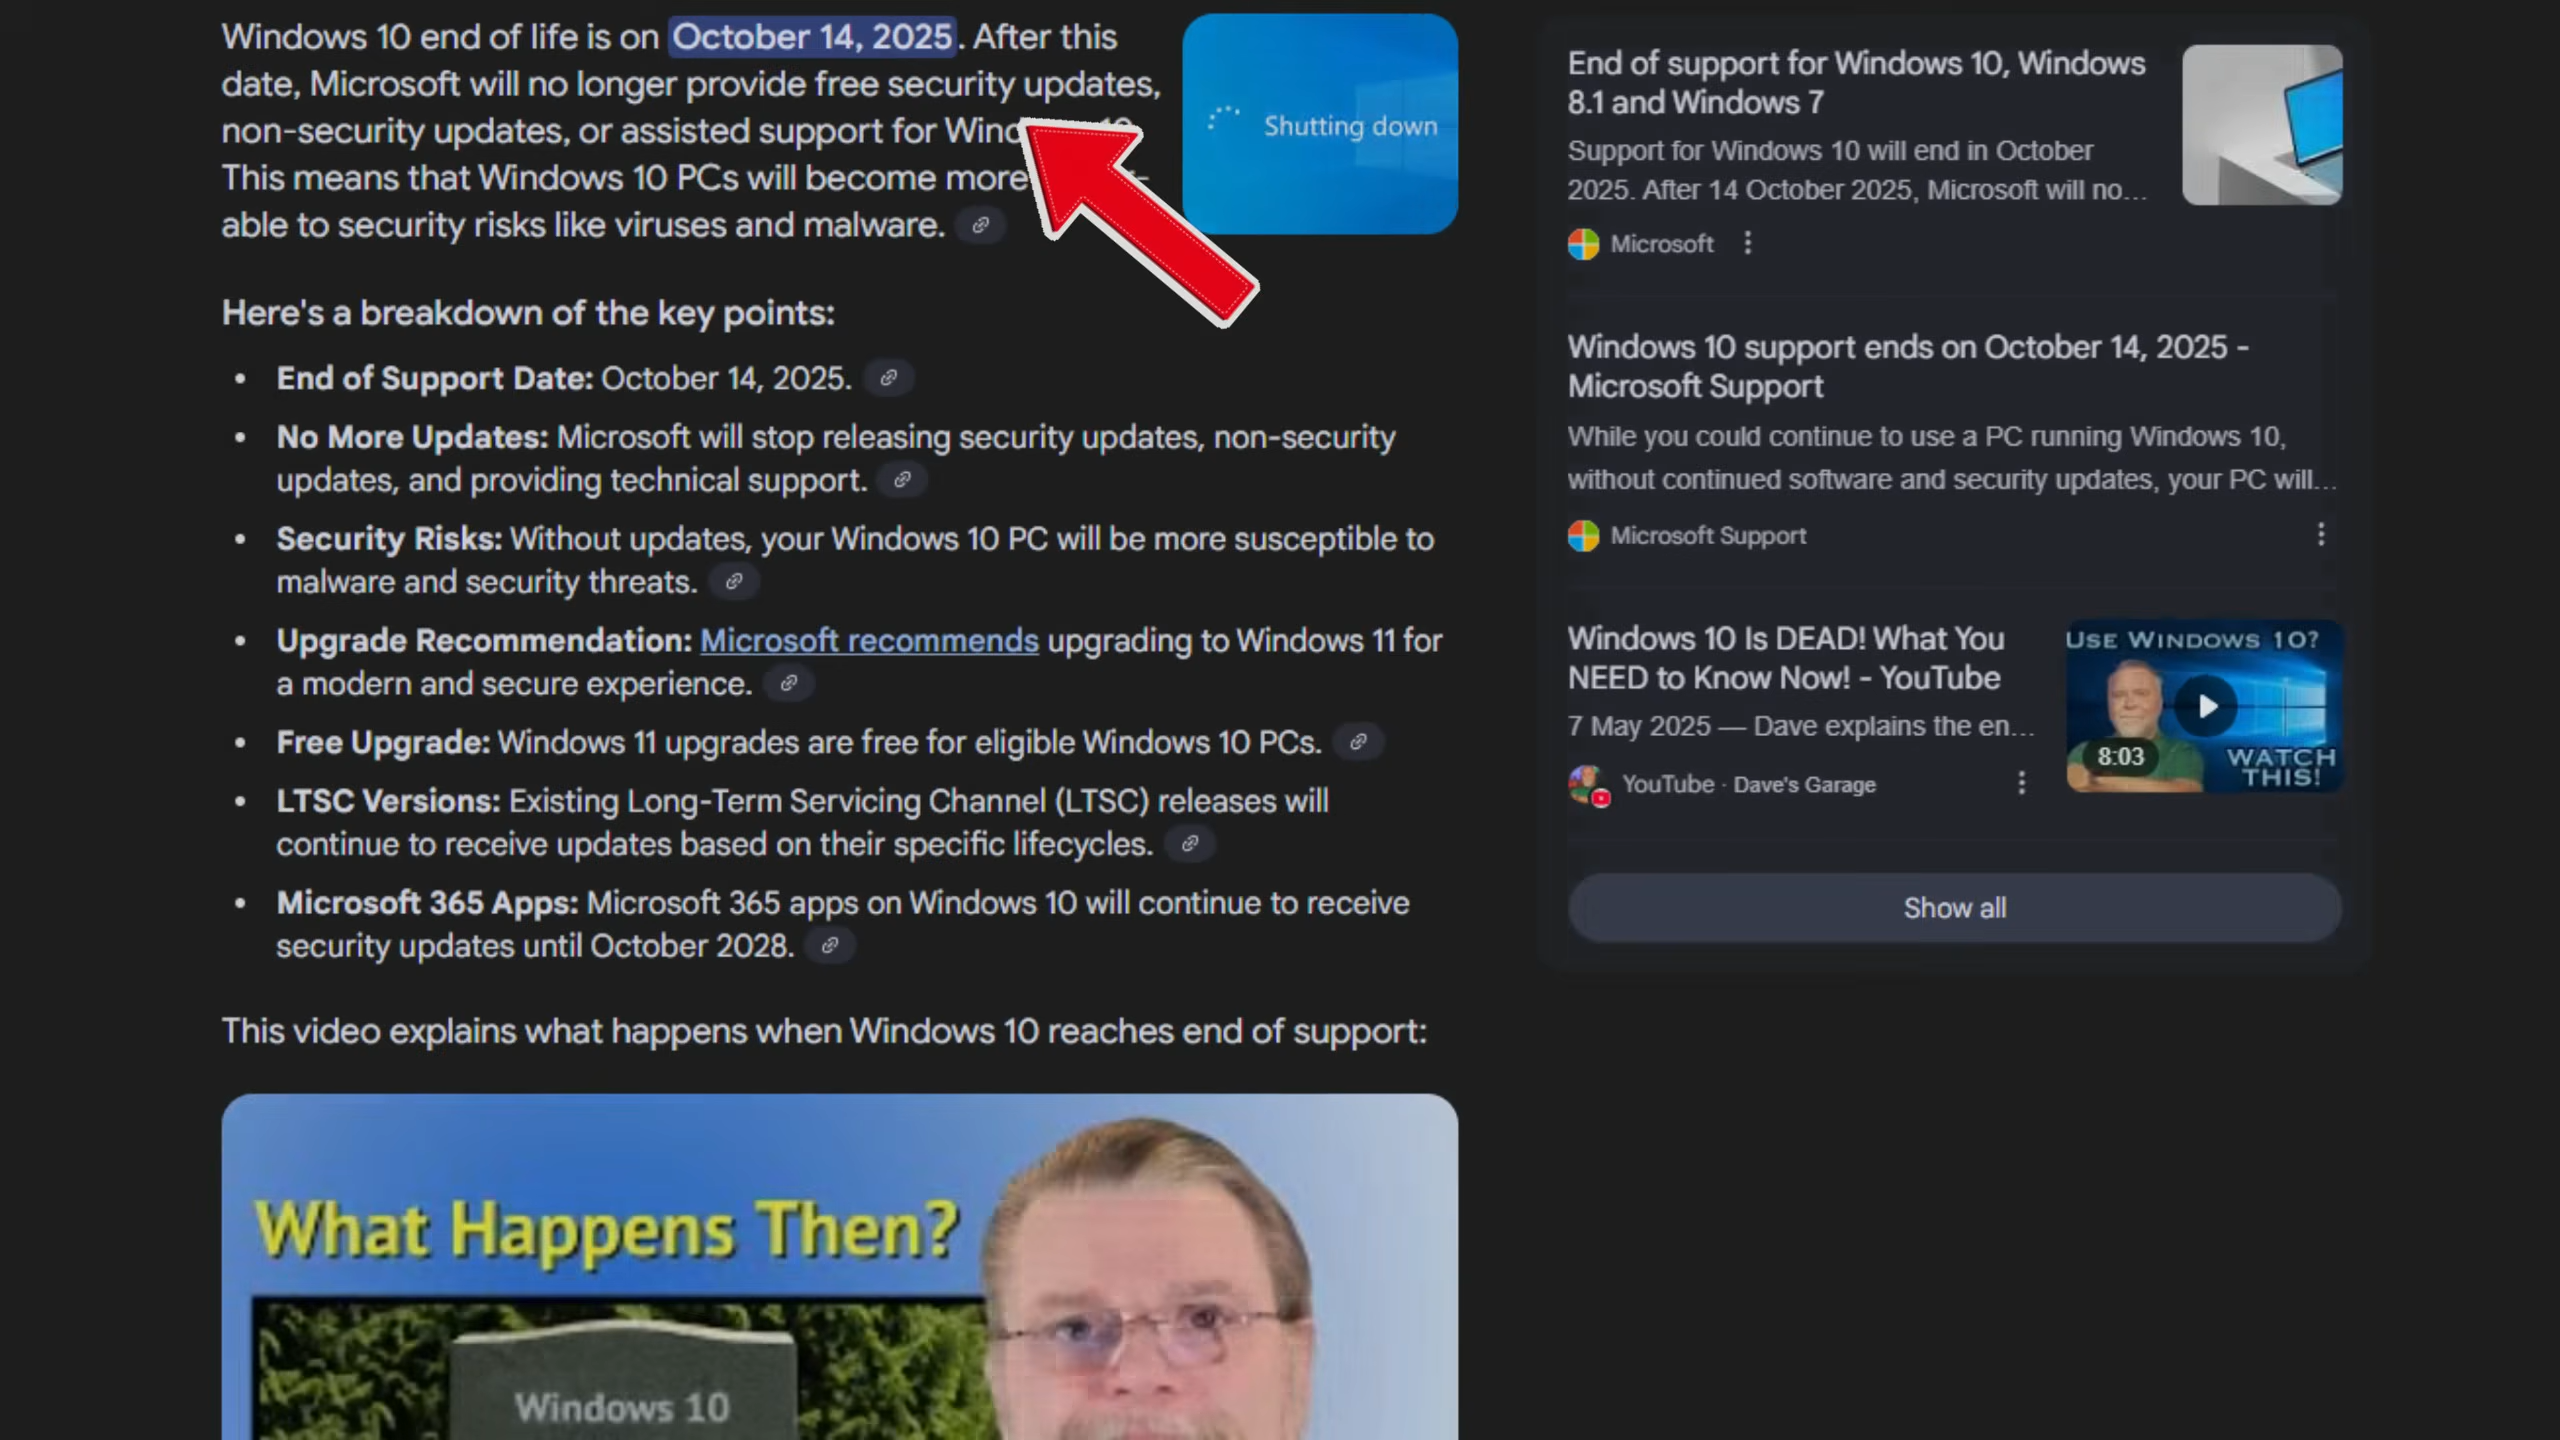 Windows 10 end of life is on October 14, 2025. After this
date, Microsoft will no longer provide free security updates,
non-security updates, or assisted support for
This means that Windows 10 PCs will become more
able to security risks like viruses and malware.
Shutting down
Here's a breakdown of the key points:
• End of Support Date: October 14, 2025.
• No More Updates: Microsoft will stop releasing security updates, non-security
updates, and providing technical support.
• Security Risks: Without updates, your Windows 10 PC will be more susceptible to
malware and security threats.
• Upgrade Recommendation: Microsoft recommends upgrading to Windows 11 for
a modern and secure experience.
• Free Upgrade: Windows 11 upgrades are free for eligible Windows 10 PCs.
• LTSC Versions: Existing Long-Term Servicing Channel (LTSC) releases will
continue to receive updates based on their specific lifecycles.
• Microsoft 365 Apps: Microsoft 365 apps on Windows 10 will continue to receive
security updates until October 2028.
This video explains what happens when Windows 10 reaches end of support:
What Happens Then?
Windows 10
End of support for Windows 10, Windows
8.1 and Windows 7
Support for Windows 10 will end in October
2025. After 14 October 2025, Microsoft will no...
Microsoft
Windows 10 support ends on October 14, 2025 -
Microsoft Support
While you could continue to use a PC running Windows 10,
without continued software and security updates, your PC will...
Microsoft Support
Windows 10 Is DEAD! What You
NEED to Know Now! - YouTube
7 May 2025 — Dave explains the en...
YouTube · Dave's Garage
USE WINDOWS 10?
8:03
WATCH
THIS!
Show all